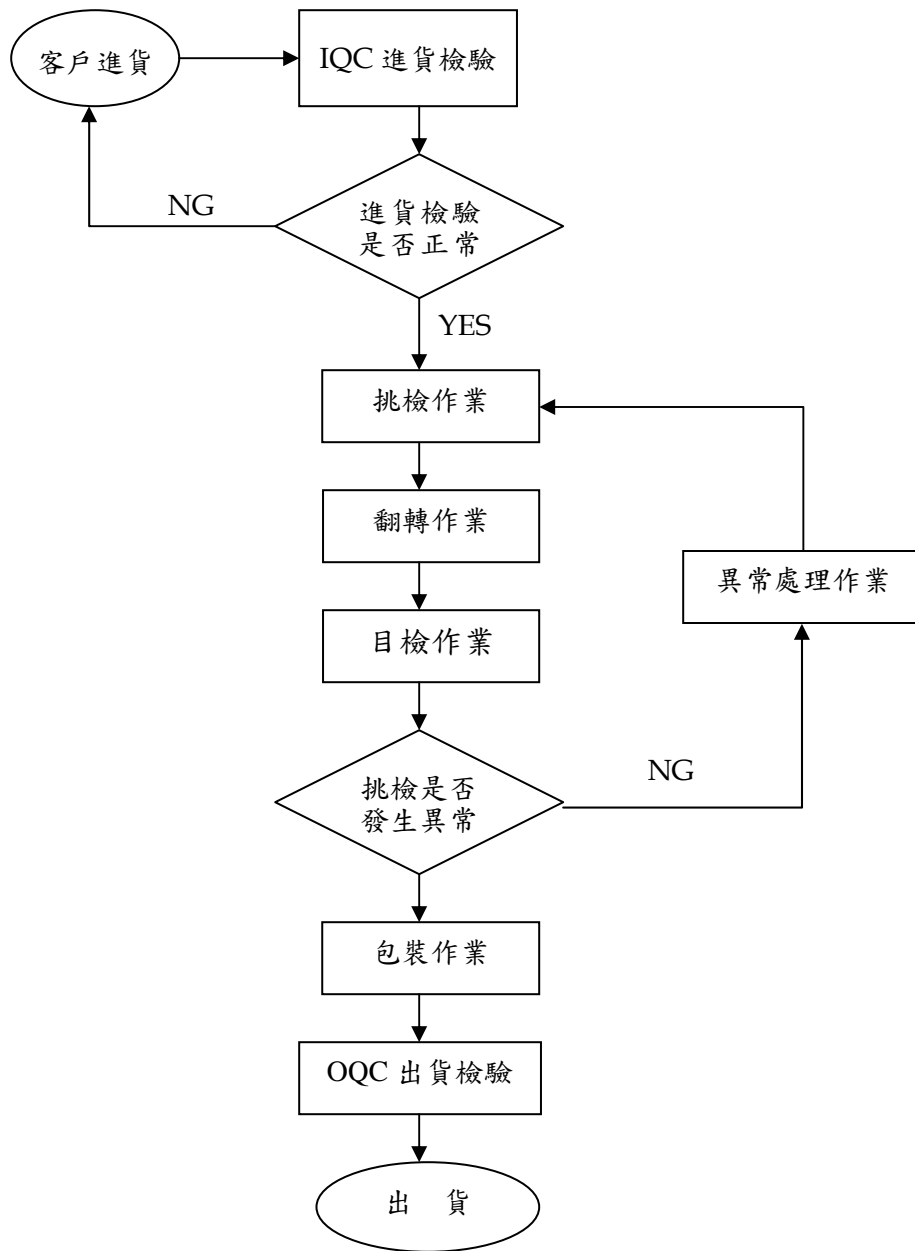 客戶進貨
IQC 進貨檢驗
NG
進貨檢驗
是否正常
YES
挑檢作業
翻轉作業
異常處理作業
目檢作業
NG
挑檢是否
發生異常
包裝作業
OQC 出貨檢驗
出 貨